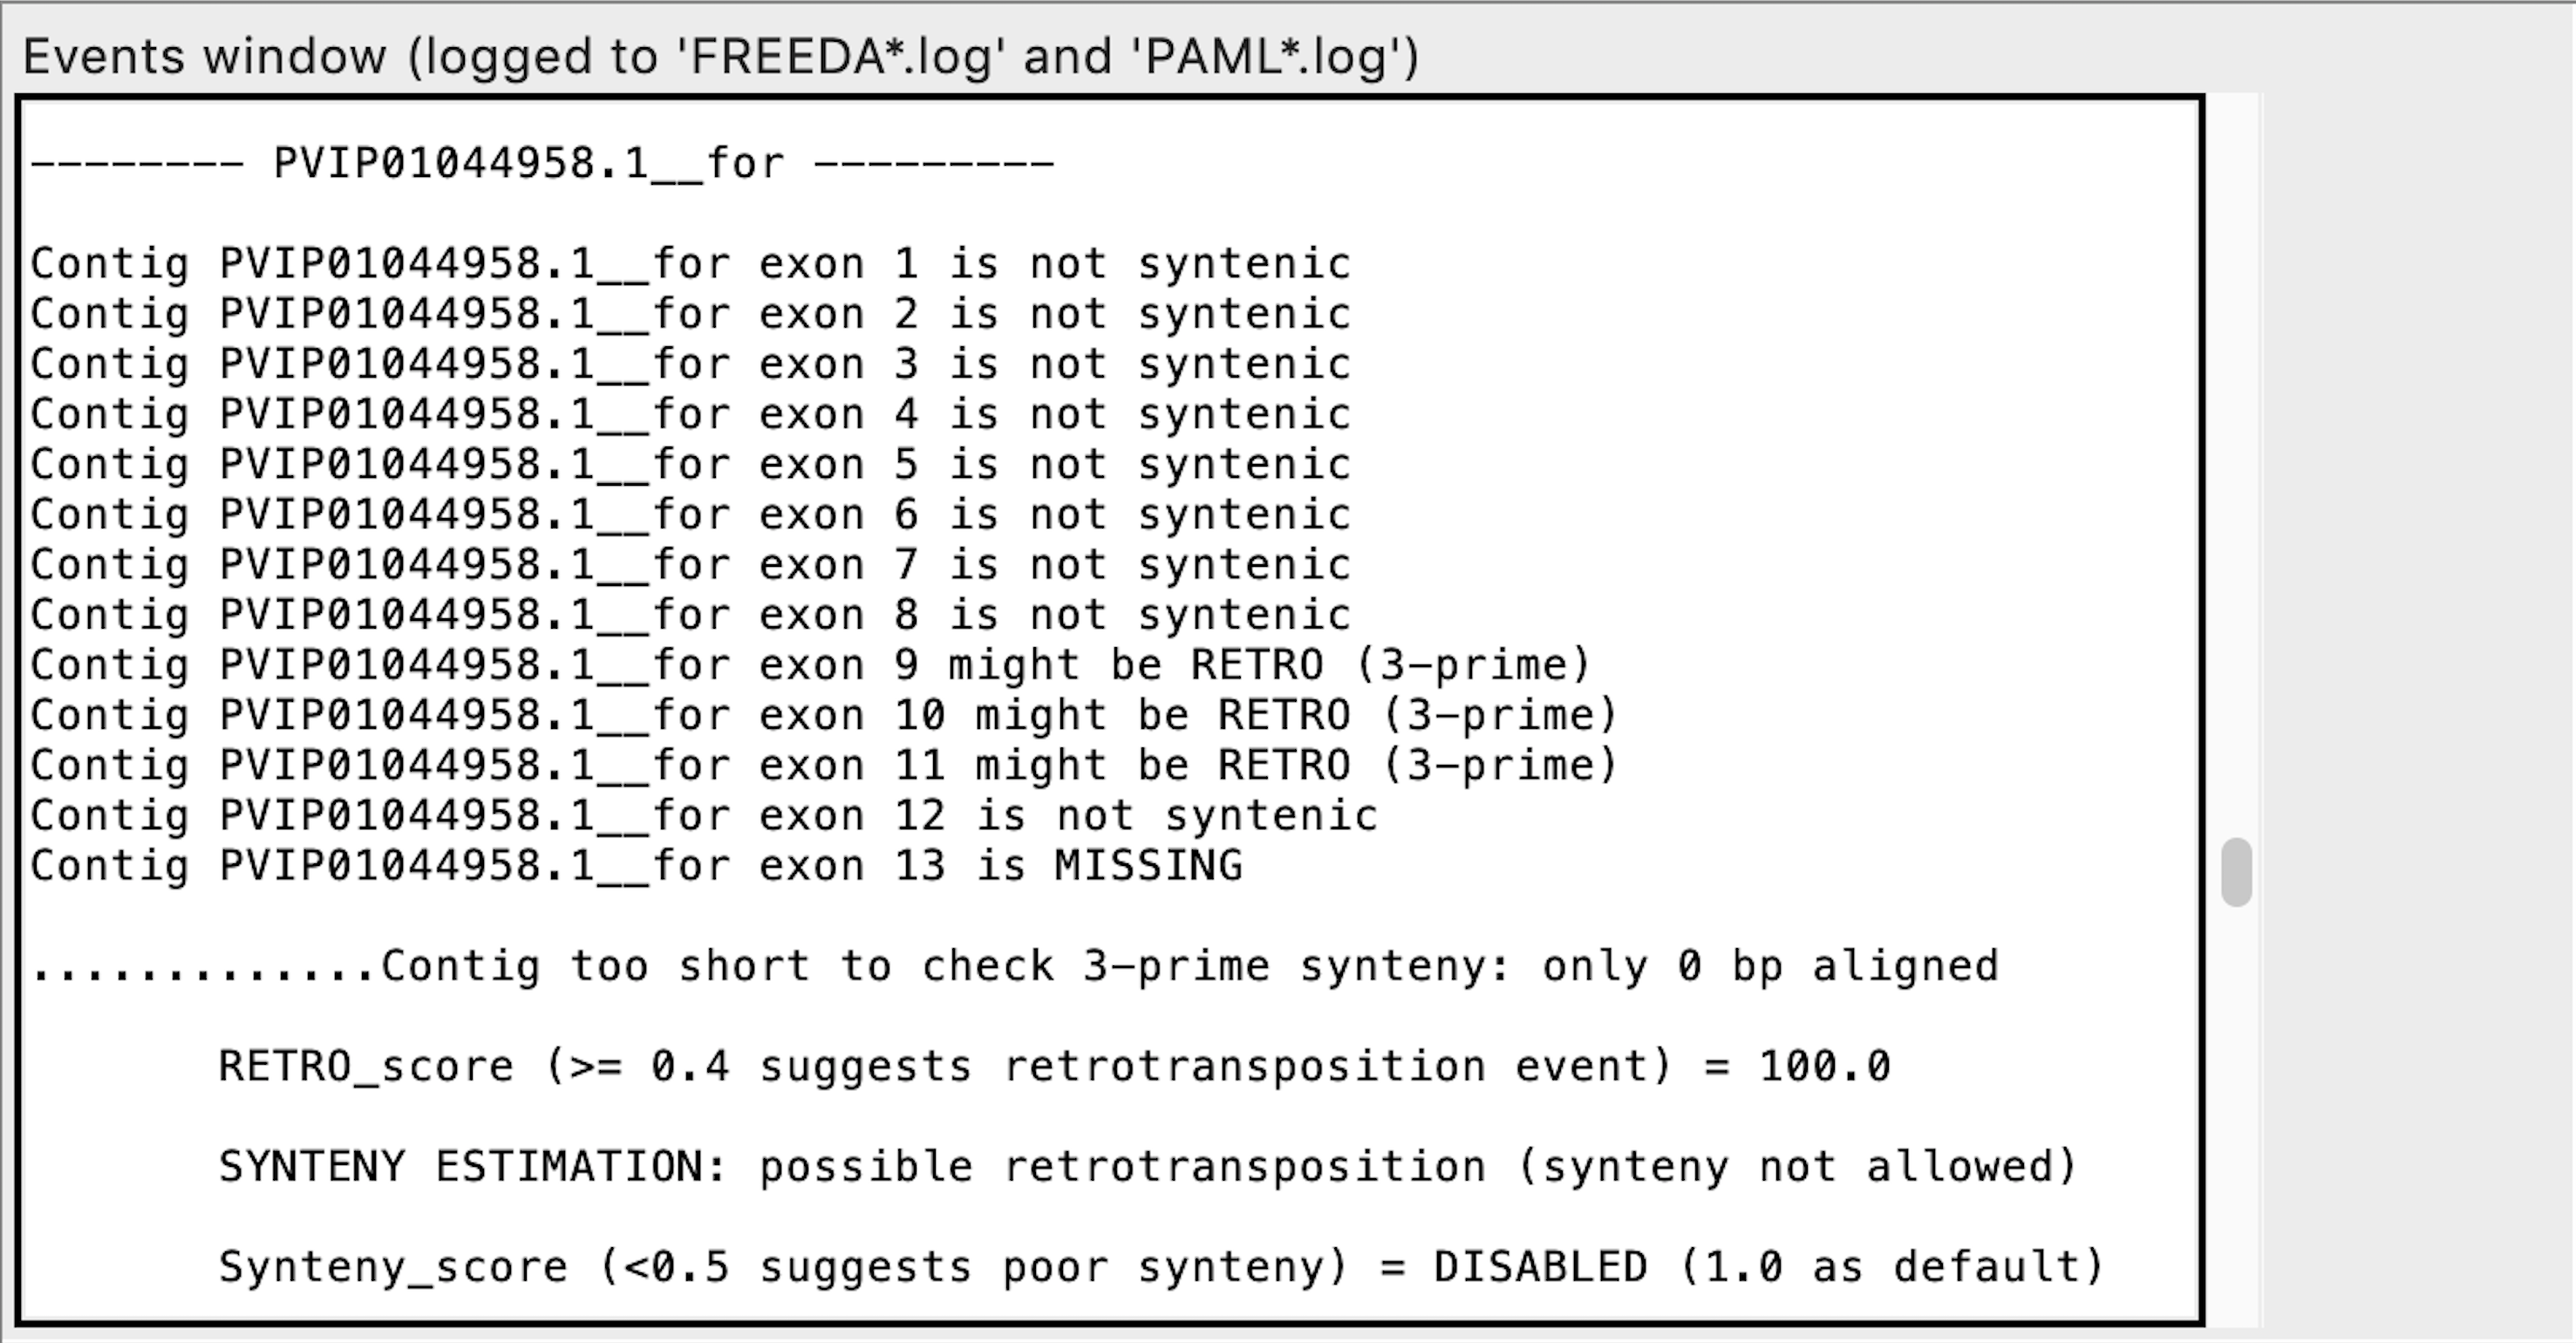 Events window (logged to 'FREEDA*.log' and 'PAML*.log')
-------- PVIP01044958.1__for ---------
Contig PVIP01044958.1__for exon 1 is not syntenic
Contig PVIP01044958.1__for exon 2 is not syntenic
Contig PVIP01044958.1__for exon 3 is not syntenic
Contig PVIP01044958.1__for exon 4 is not syntenic
Contig PVIP01044958.1__for exon 5 is not syntenic
Contig PVIP01044958.1__for exon 6 is not syntenic
Contig PVIP01044958.1__for exon 7 is not syntenic
Contig PVIP01044958.1__for exon 8 is not syntenic
Contig PVIP01044958.1__for exon 9 might be RETRO (3-prime)
Contig PVIP01044958.1__for exon 10 might be RETRO (3-prime)
Contig PVIP01044958.1__for exon 11 might be RETRO (3-prime)
Contig PVIP01044958.1__for exon 12 is not syntenic
Contig PVIP01044958.1__for exon 13 is MISSING
.............Contig too short to check 3-prime synteny: only 0 bp aligned
RETRO_score (>= 0.4 suggests retrotransposition event) = 100.0
SYNTENY ESTIMATION: possible retrotransposition (synteny not allowed)
Synteny_score (<0.5 suggests poor synteny) = DISABLED (1.0 as default)